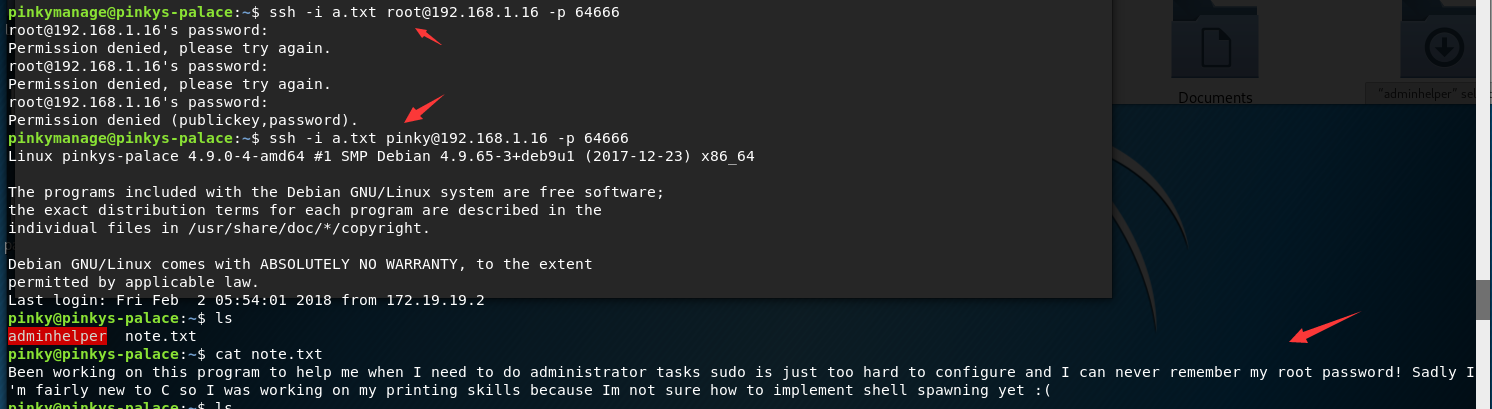 pinkymanage@pinkys-palace:~$ ssh -i a.txt root@192.168.1.16 -p 64666
root@192.168.1.16's password:
Permission denied, please try again.
root@192.168.1.16's password:
Permission denied, please try again.
root@192.168.1.16's password:
Permission denied (publickey,password).
pinkymanage@pinkys-palace:~$ ssh -i a.txt pinky@192.168.1.16 -p 64666
Linux pinkys-palace 4.9.0-4-amd64 #1 SMP Debian 4.9.65-3+deb9u1 (2017-12-23) x86_64
The programs included with the Debian GNU/Linux system are free software;
the exact distribution terms for each program are described in the
individual files in /usr/share/doc/*/copyright.
Debian GNU/Linux comes with ABSOLUTELY NO WARRANTY, to the extent
permitted by applicable law.
Last login: Fri Feb  2 05:54:01 2018 from 172.19.19.2
pinky@pinkys-palace:~$ ls
adminhelper  note.txt
pinky@pinkys-palace:~$ cat note.txt
Been working on this program to help me when I need to do administrator tasks sudo is just too hard to configure and I can never remember my root password! Sadly I
'm fairly new to C so I was working on my printing skills because Im not sure how to implement shell spawning yet :(
pinky@pinkys-palace:~$ ls
Documents
"adminhelper"